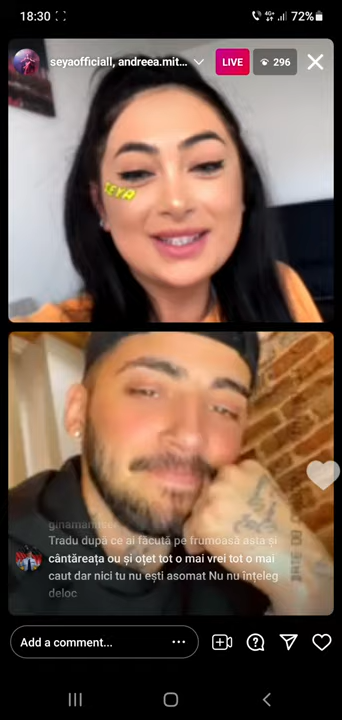 18:30
4G+
72%
seyaofficiall, andreea.mit...
LIVE
296
SEYA
Tradu după ce ai făcută pe frumoasă asta și
cântăreața ou și oțet tot o mai vrei tot o mai
caut dar nici tu nu ești asomat Nu nu înțeleg
deloc
Add a comment...